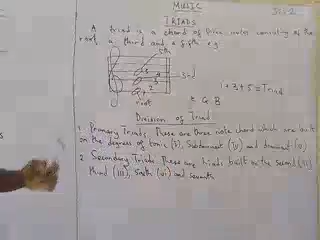 MUSIC
JSS 2
TRIADS
A Triad is a chord of three notes consisting of the
root, a third and a fifth e.g
5th
3rd
root
1+3+5=Triad
E G B
Division of Triad
1. Primary Triads: These are three note chord which are built
on the degrees of tonic (I), Subdominant (IV) and dominant (V)
2. Secondary Triads: These are triads built on the second (ii)
third (iii), sixth (vi) and seventh